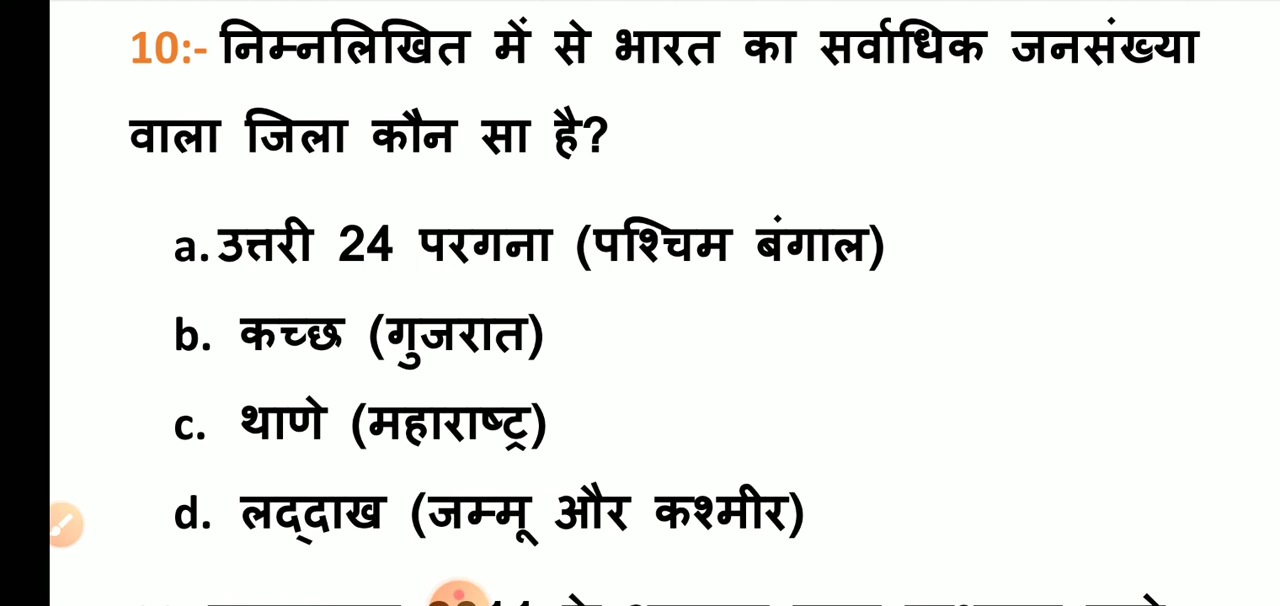 10:- निम्नलिखित में से भारत का सर्वाधिक जनसंख्या
वाला जिला कौन सा है?
a. उत्तरी 24 परगना (पश्चिम बंगाल)
b. कच्छ (गुजरात)
c. थाणे (महाराष्ट्र)
d. लद्दाख (जम्मू और कश्मीर)